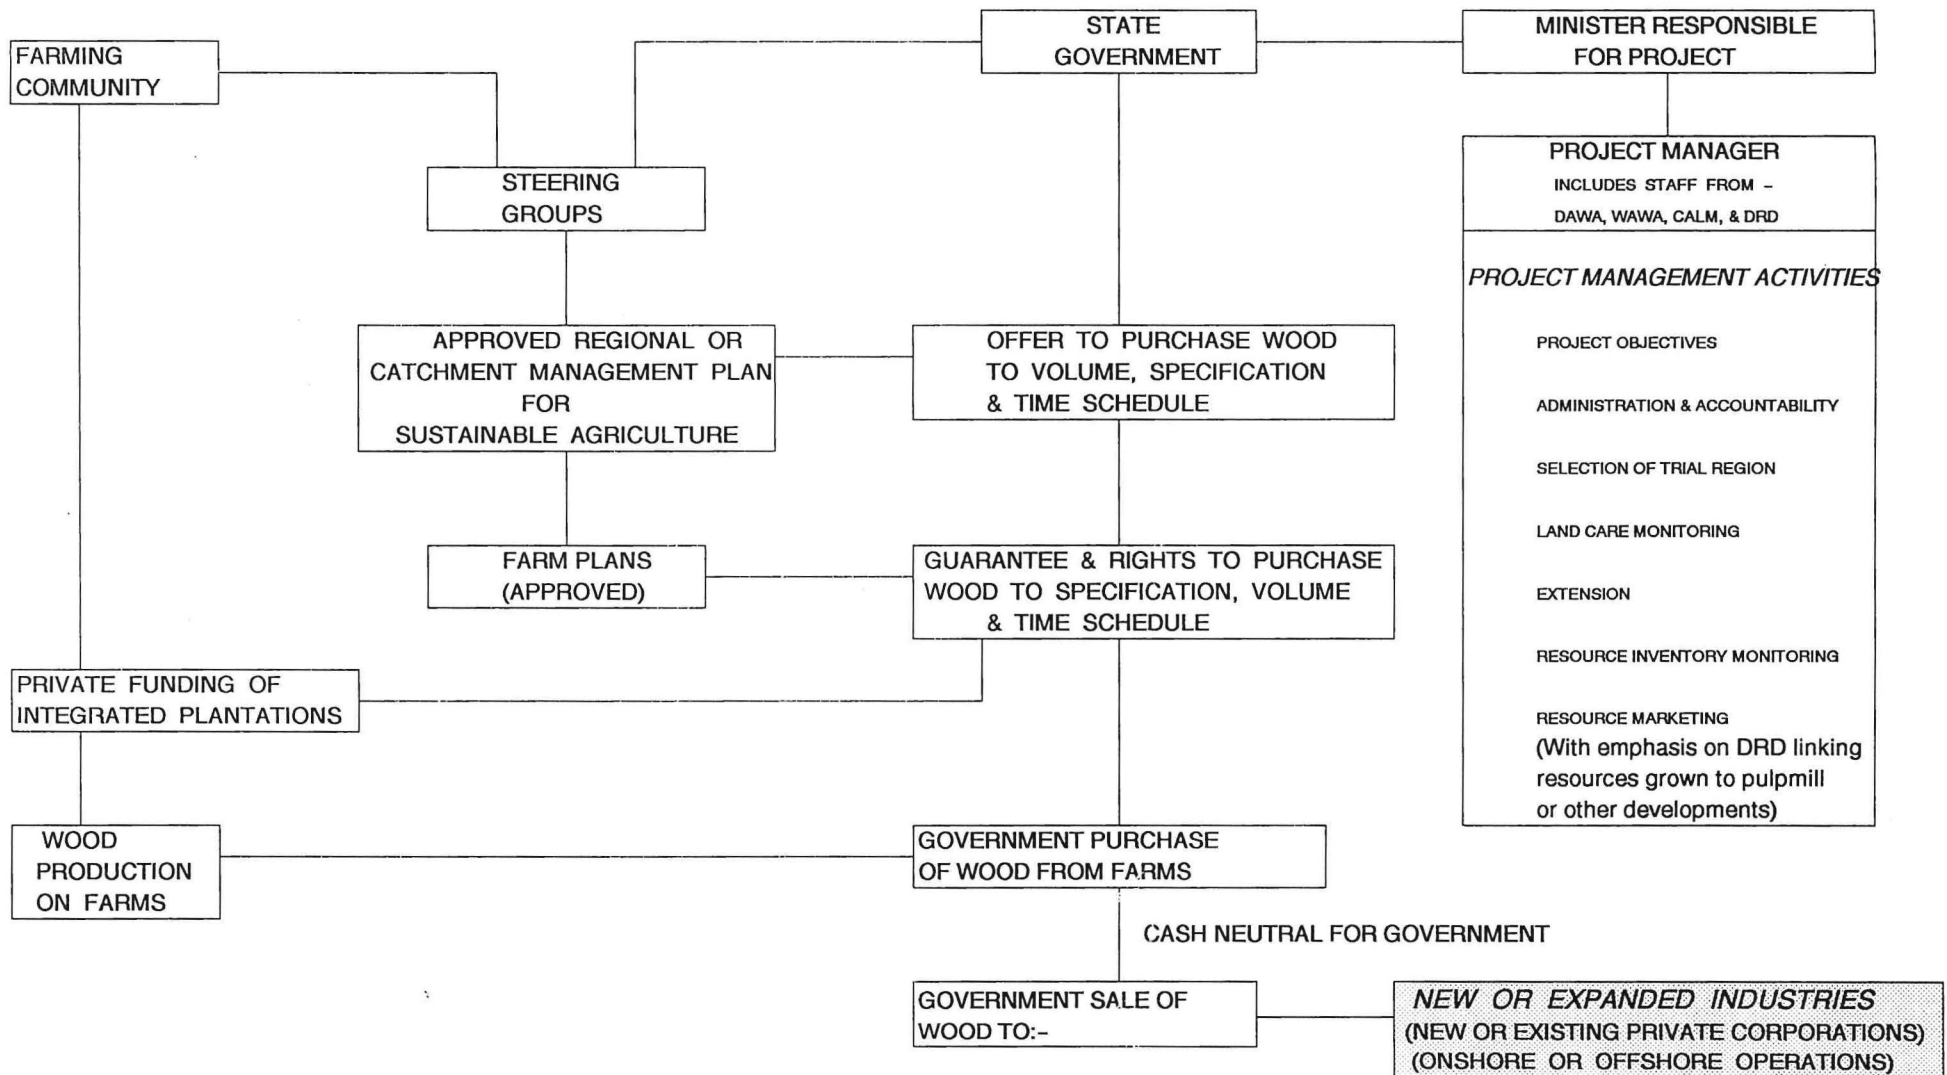 FARMING
COMMUNITY
STATE
GOVERNMENT
MINISTER RESPONSIBLE
FOR PROJECT
STEERING
GROUPS
PROJECT MANAGER
INCLUDES STAFF FROM –
DAWA, WAWA, CALM, & DRD
PROJECT MANAGEMENT ACTIVITIES
PROJECT OBJECTIVES
ADMINISTRATION & ACCOUNTABILITY
SELECTION OF TRIAL REGION
LAND CARE MONITORING
EXTENSION
RESOURCE INVENTORY MONITORING
RESOURCE MARKETING
(With emphasis on DRD linking
resources grown to pulpmill
or other developments)
APPROVED REGIONAL OR
CATCHMENT MANAGEMENT PLAN
FOR
SUSTAINABLE AGRICULTURE
OFFER TO PURCHASE WOOD
TO VOLUME, SPECIFICATION
& TIME SCHEDULE
FARM PLANS
(APPROVED)
GUARANTEE & RIGHTS TO PURCHASE
WOOD TO SPECIFICATION, VOLUME
& TIME SCHEDULE
PRIVATE FUNDING OF
INTEGRATED PLANTATIONS
WOOD
PRODUCTION
ON FARMS
GOVERNMENT PURCHASE
OF WOOD FROM FARMS
CASH NEUTRAL FOR GOVERNMENT
GOVERNMENT SALE OF
WOOD TO:–
NEW OR EXPANDED INDUSTRIES
(NEW OR EXISTING PRIVATE CORPORATIONS)
(ONSHORE OR OFFSHORE OPERATIONS)